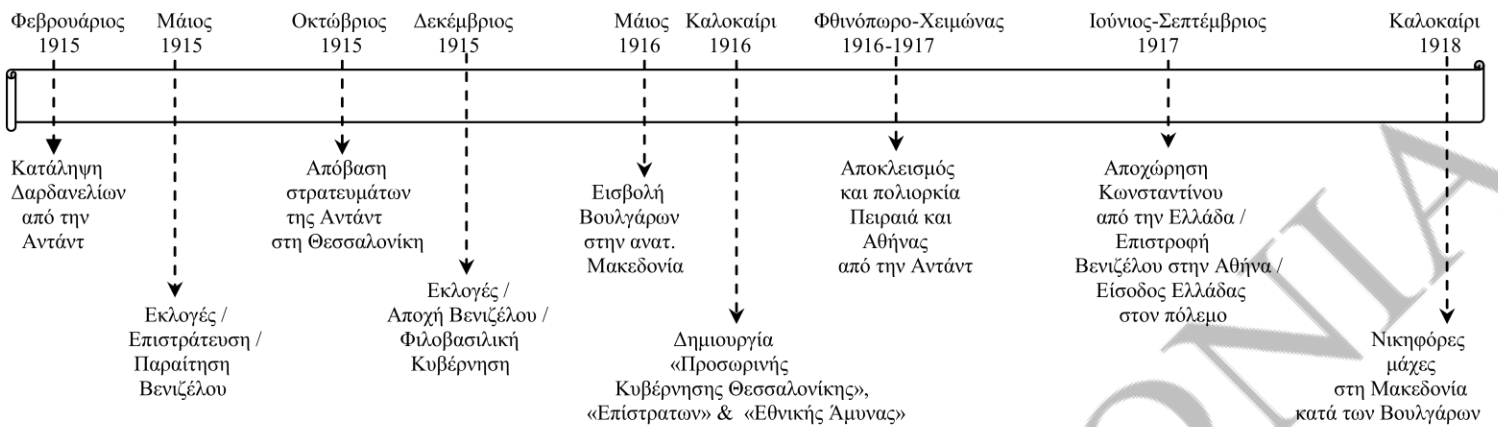 Φεβρουάριος
1915
Μάιος
1915
Οκτώβριος
1915
Δεκέμβριος
1915
Μάιος
1916
Καλοκαίρι
1916
Φθινόπωρο-Χειμώνας
1916-1917
Ιούνιος-Σεπτέμβριος
1917
Καλοκαίρι
1918
Κατάληψη
Δαρδανελίων
από την
Αντάντ
Εκλογές /
Επιστράτευση /
Παραίτηση
Βενιζέλου
Απόβαση
στρατευμάτων
της Αντάντ
στη Θεσσαλονίκη
Εκλογές /
Αποχή Βενιζέλου /
Φιλοβασιλική
Κυβέρνηση
Εισβολή
Βουλγάρων
στην ανατ.
Μακεδονία
Δημιουργία
«Προσωρινής
Κυβέρνησης Θεσσαλονίκης»,
«Επίστρατων» & «Εθνικής Άμυνας»
Αποκλεισμός
και πολιορκία
Πειραιά και
Αθήνας
από την Αντάντ
Αποχώρηση
Κωνσταντίνου
από την Ελλάδα /
Επιστροφή
Βενιζέλου στην Αθήνα /
Είσοδος Ελλάδας
στον πόλεμο
Νικηφόρες
μάχες
στη Μακεδονία
κατά των Βουλγάρων
ONIA